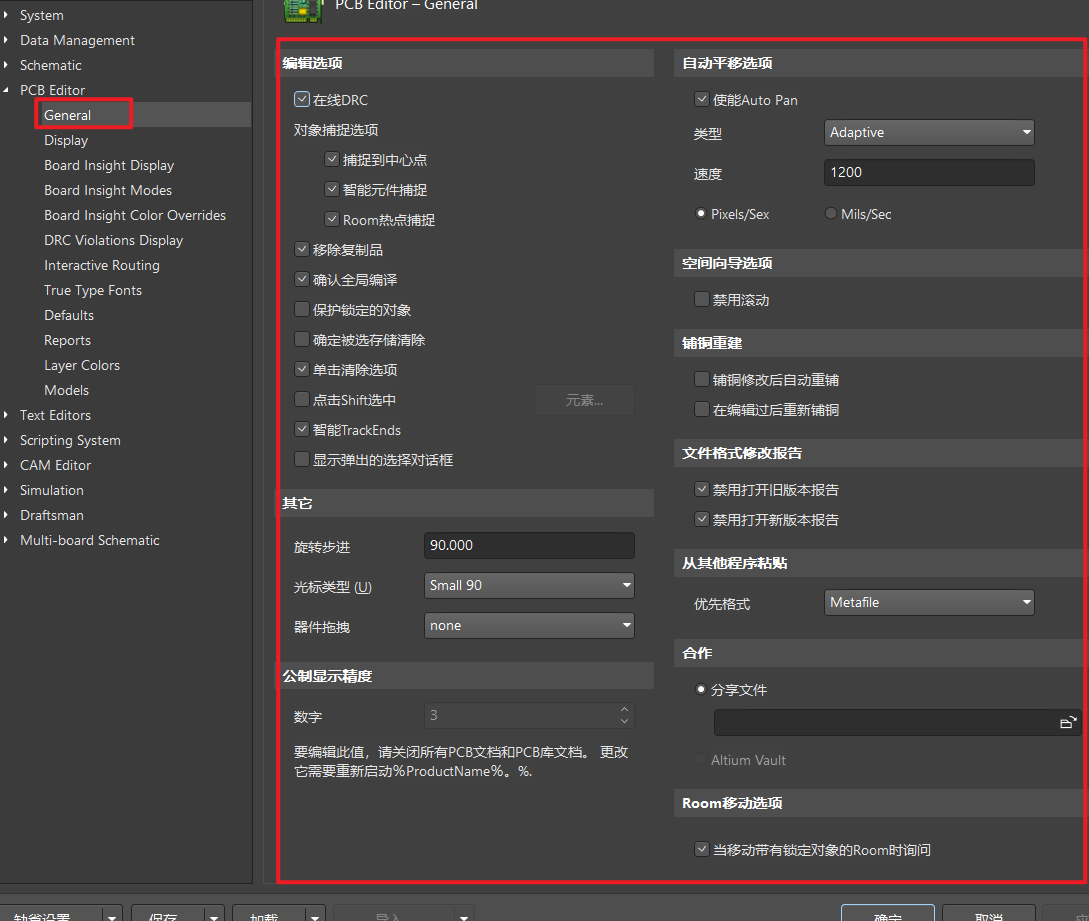 PCB Editor – General
System
Data Management
Schematic
PCB Editor
General
Display
Board Insight Display
Board Insight Modes
Board Insight Color Overrides
DRC Violations Display
Interactive Routing
True Type Fonts
Defaults
Reports
Layer Colors
Models
Text Editors
Scripting System
CAM Editor
Simulation
Draftsman
Multi-board Schematic
编辑选项
在线DRC
对象捕捉选项
捕捉到中心点
智能元件捕捉
Room热点捕捉
移除复制品
确认全局编译
保护锁定的对象
确定被选存储清除
单击清除选项
点击Shift选中
元素...
智能TrackEnds
显示弹出的选择对话框
其它
旋转步进 90.000
光标类型 (U) Small 90
器件拖拽 none
公制显示精度
数字 3
要编辑此值，请关闭所有PCB文档和PCB库文档。 更改
它需要重新启动%ProductName%。%.
自动平移选项
使能Auto Pan
类型 Adaptive
速度 1200
Pixels/Sex Mils/Sec
空间向导选项
禁用滚动
铺铜重建
铺铜修改后自动重铺
在编辑过后重新铺铜
文件格式修改报告
禁用打开旧版本报告
禁用打开新版本报告
从其他程序粘贴
优先格式 Metafile
合作
分享文件
Altium Vault
Room移动选项
当移动带有锁定对象的Room时询问
缺省设置 保存 加载 导入 确定 取消